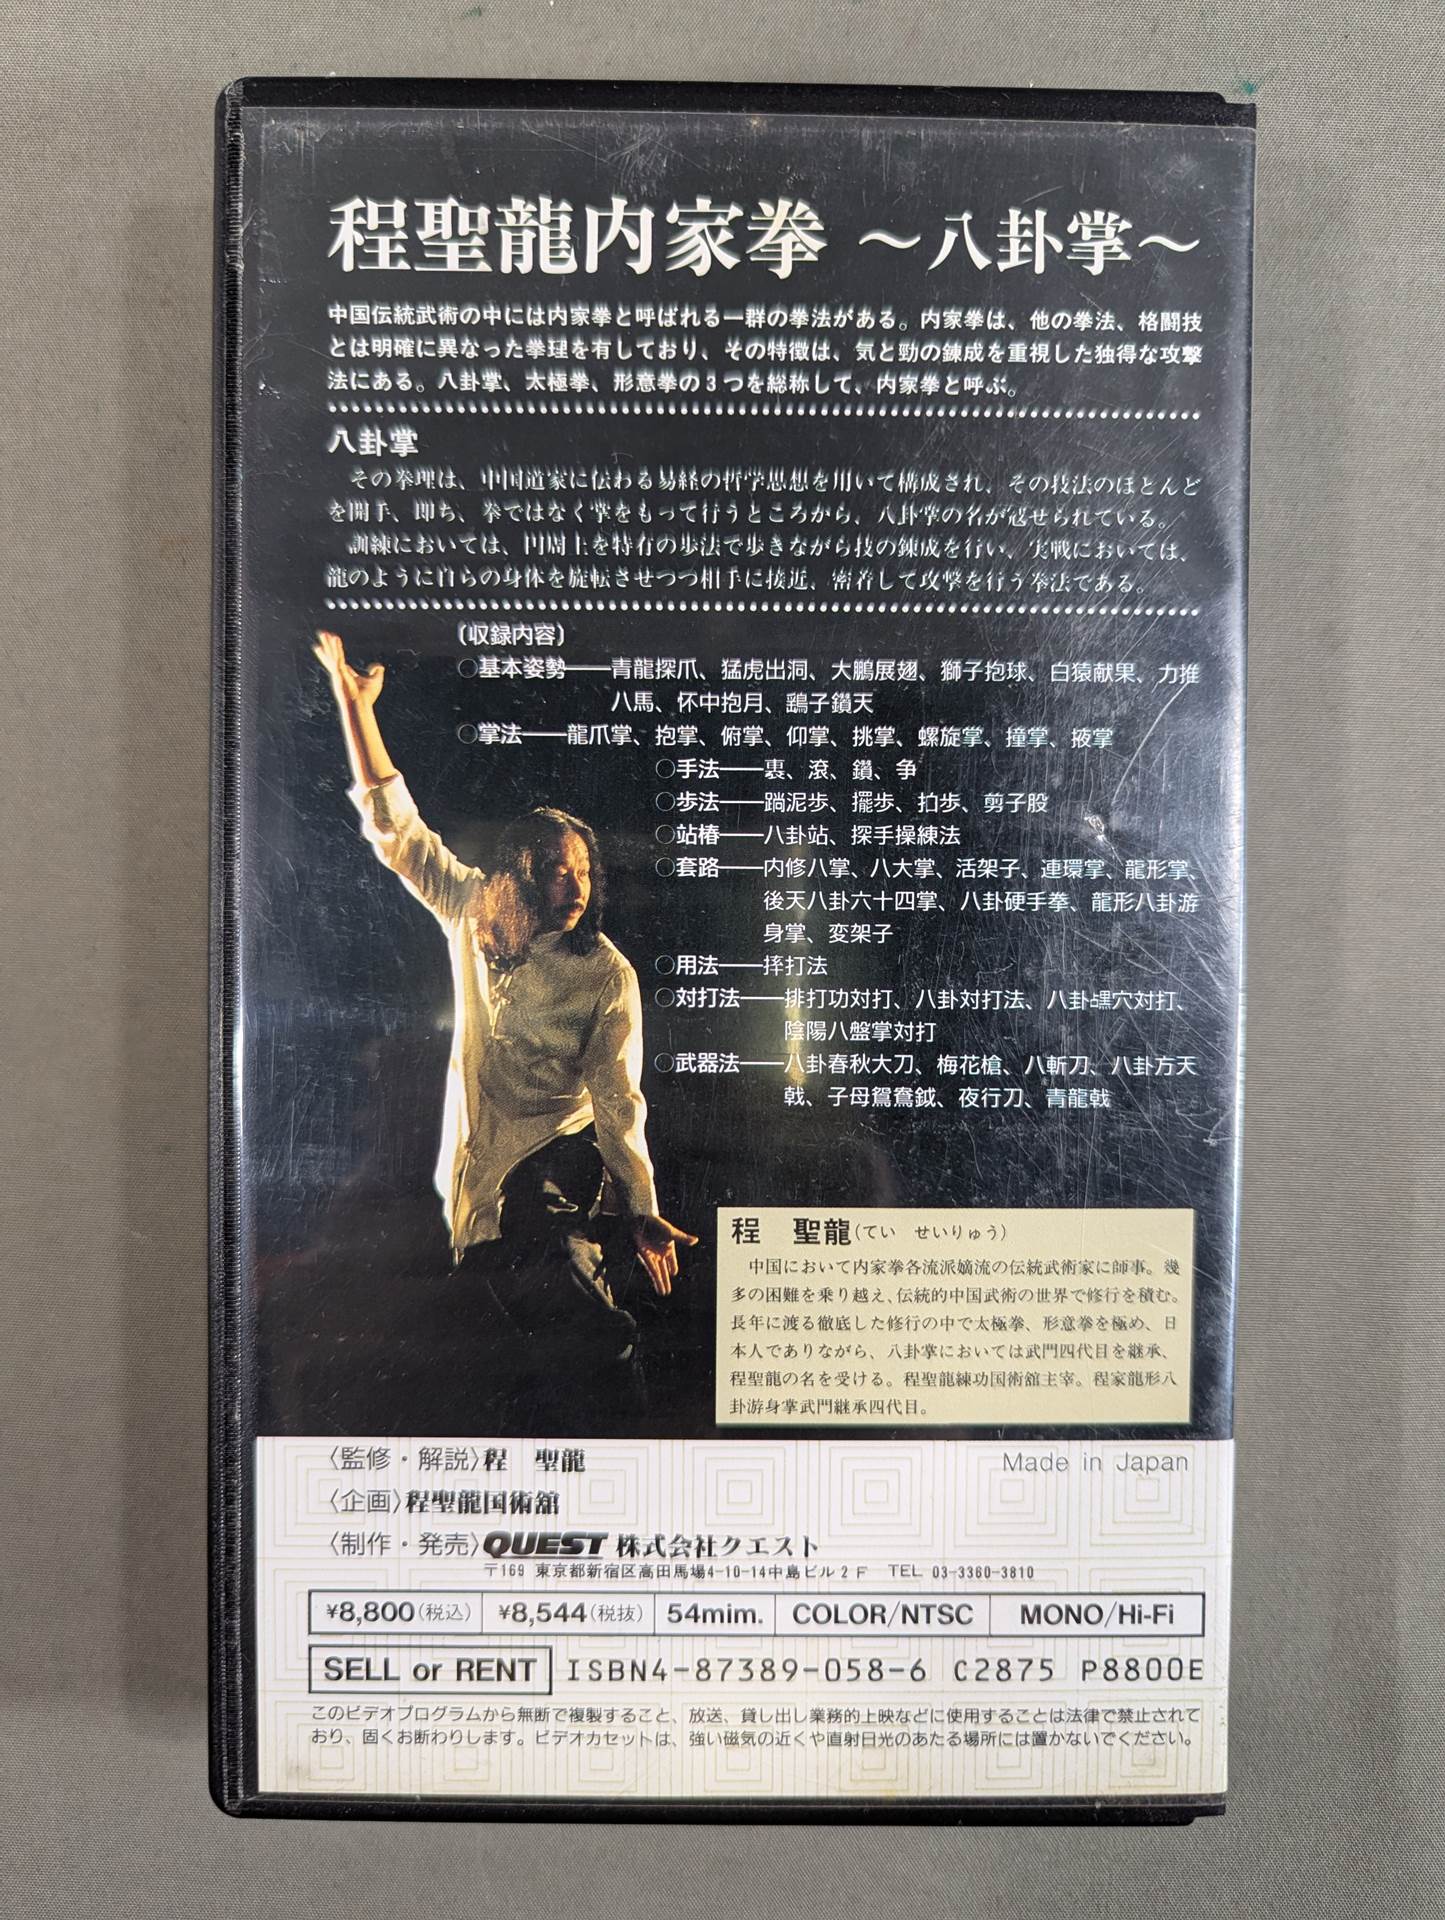 程聖龍内家拳 ～八卦掌～
中国伝統武術の中には内家拳と呼ばれる一群の拳法がある。内家拳は、他の拳法、格闘技
とは明確に異なった拳理を有しており、その特徴は、気と勁の錬成を重視した独得な攻撃
法にある。八卦掌、太極拳、形意拳の３つを総称して、内家拳と呼ぶ。
八卦掌
その拳理は、中国道家に伝わる易経の哲学思想を用いて構成され、その技法のほとんど
を開手、即ち、拳ではなく掌をもって行うところから、八卦掌の名が冠せられている。
訓練においては、円周上を特有の歩法で歩きながら技の錬成を行い、実戦においては、
龍のように自らの身体を旋転させつつ相手に接近、密着して攻撃を行う拳法である。
〔収録内容〕
○基本姿勢──青龍探爪、猛虎出洞、大鵬展翅、獅子抱球、白猿献果、力推
八馬、怀中抱月、鷂子鑽天
○掌法──龍爪掌、抱掌、俯掌、仰掌、挑掌、螺旋掌、撞掌、掖掌
○手法──裹、滾、鑽、争
○歩法──蹚泥歩、擺歩、拍歩、剪子股
○站樁──八卦站、探手操練法
○套路──内修八掌、八大掌、活架子、連環掌、龍形掌、
後天八卦六十四掌、八卦硬手拳、龍形八卦游
身掌、変架子
○用法──摔打法
○対打法──排打功対打、八卦対打法、八卦 穴対打、
陰陽八盤掌対打
○武器法──八卦春秋大刀、梅花槍、八斬刀、八卦方天
戟、子母鴛鴦鉞、夜行刀、青龍戟
程　聖龍(てい　せいりゅう)
中国において内家拳各流派嫡流の伝統武術家に師事。幾
多の困難を乗り越え、伝統的中国武術の世界で修行を積む。
長年に渡る徹底した修行の中で太極拳、形意拳を極め、日
本人でありながら、八卦掌においては武門四代目を継承、
程聖龍の名を受ける。程聖龍練功国術舘主宰。程家龍形八
卦游身掌武門継承四代目。
〈監修・解説〉程　聖龍
Made in Japan
〈企画〉程聖龍国術舘
〈制作・発売〉QUEST 株式会社クエスト
〒169 東京都新宿区高田馬場4-10-14中島ビル２Ｆ　TEL 03-3360-3810
¥8,800(税込) ¥8,544(税抜) 54mim. COLOR/NTSC MONO/Hi-Fi
SELL or RENT ISBN4-87389-058-6 C2875 P8800E
このビデオプログラムから無断で複製すること、放送、貸し出し業務的上映などに使用することは法律で禁止されて
おり、固くお断わりします。ビデオカセットは、強い磁気の近くや直射日光のあたる場所には置かないでください。